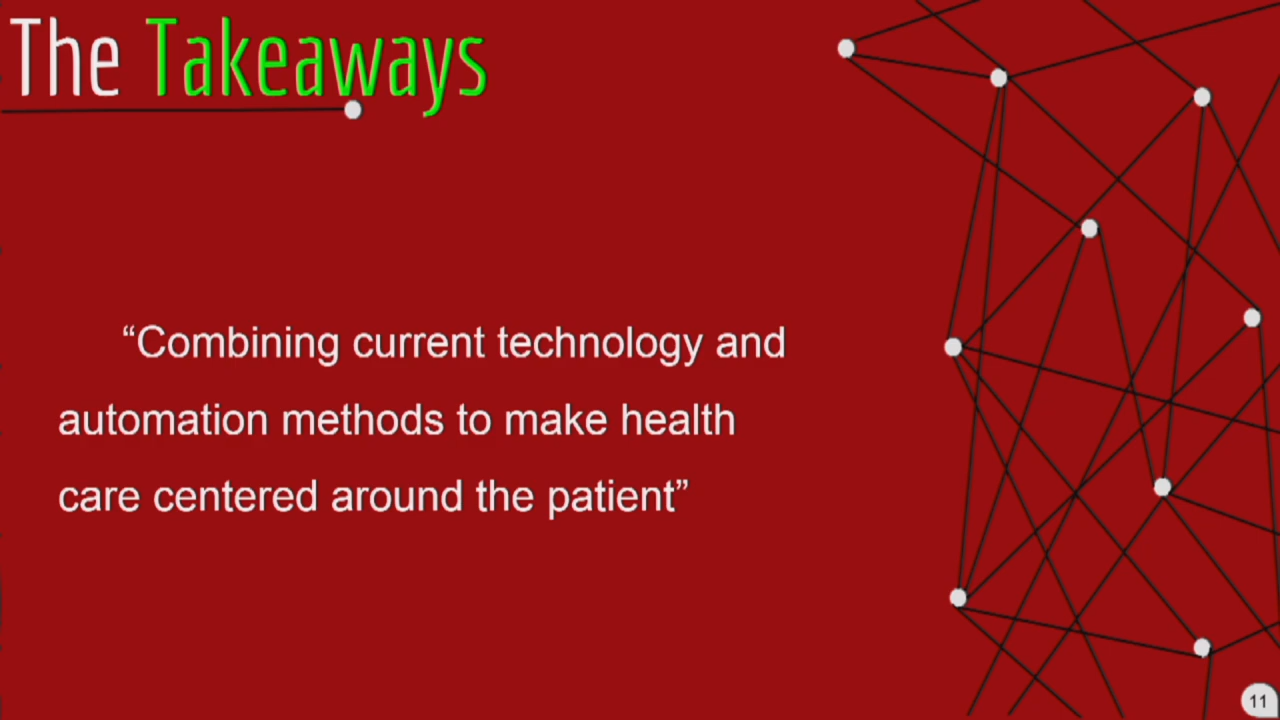 The Takeaways
“Combining current technology and
automation methods to make health
care centered around the patient”
11